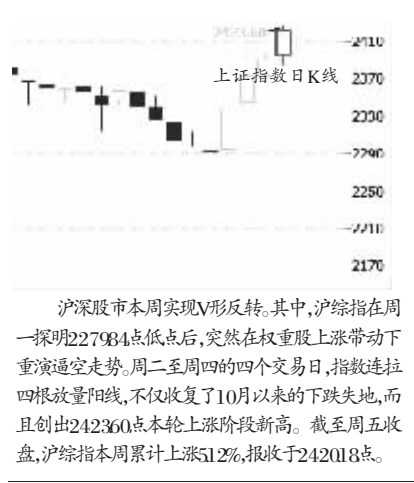 2410
上证指数日K线
2370
2330
2290
2250
2210
2170
沪深股市本周实现V形反转。其中,沪综指在周
一探明2279.84点低点后,突然在权重股上涨带动下
重演逼空走势。周二至周四的四个交易日,指数连拉
四根放量阳线,不仅收复了10月以来的下跌失地,而
且创出2423.60点本轮上涨阶段新高。截至周五收
盘,沪综指本周累计上涨5.12%,报收于2420.18点。